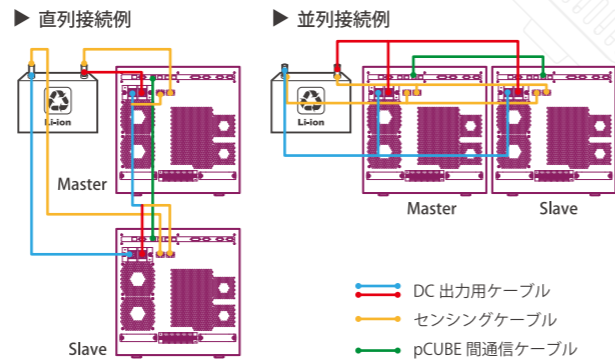 ▶ 直列接続例
Li-ion
Master
Slave
▶ 並列接続例
Li-ion
Master
Slave
DC 出力用ケーブル
センシングケーブル
pCUBE 間通信ケーブル